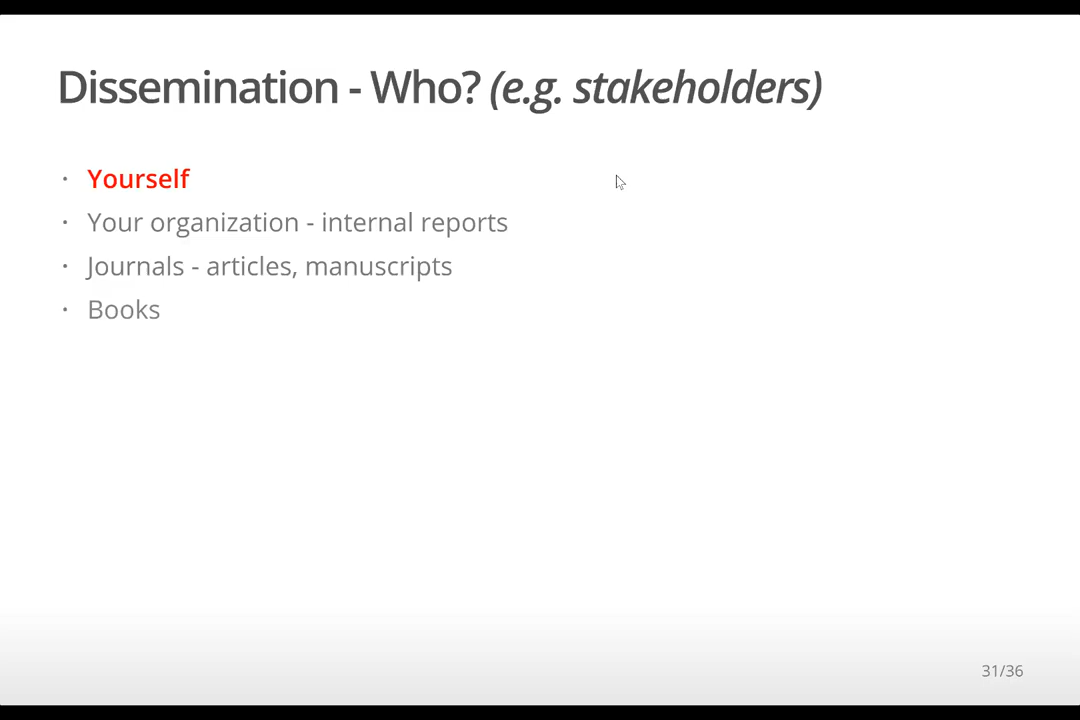 Dissemination - Who? (e.g. stakeholders)
· Yourself
· Your organization - internal reports
· Journals - articles, manuscripts
· Books
31/36